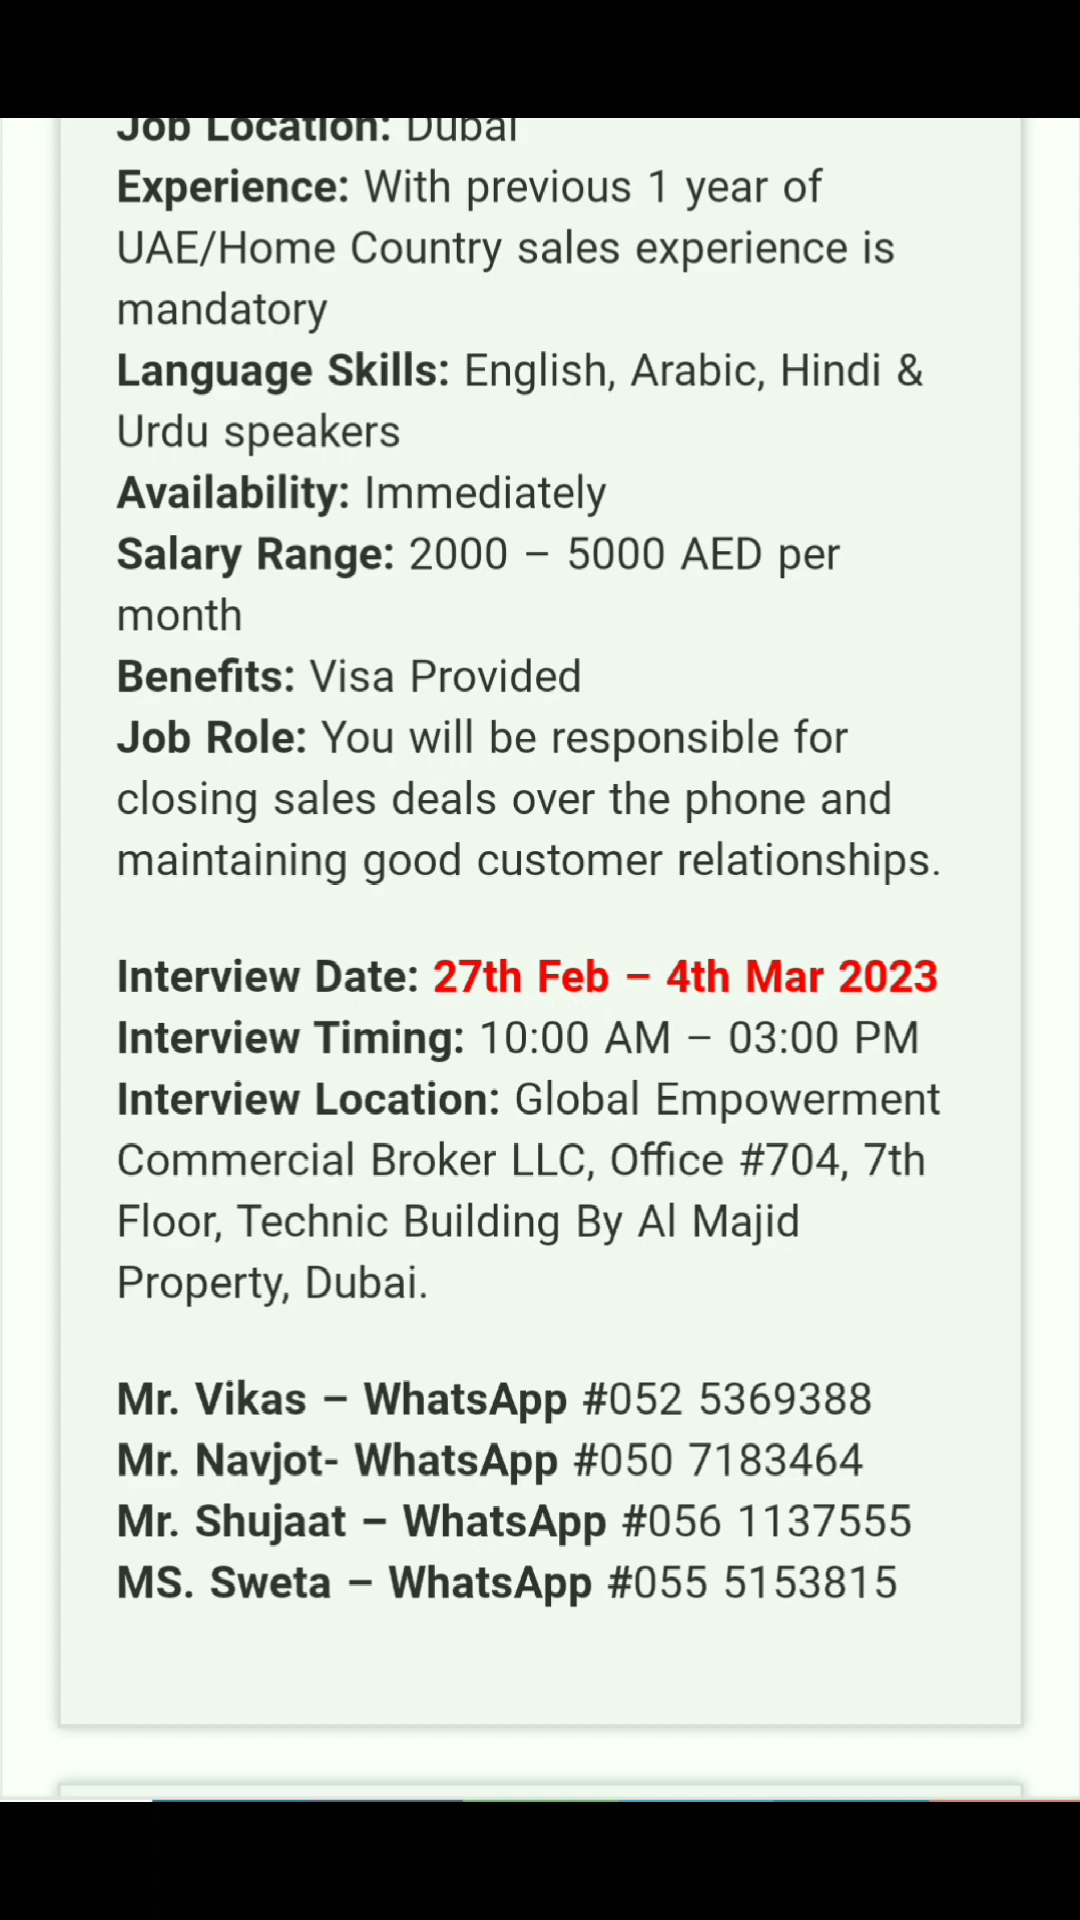 Job Location: Dubai
Experience: With previous 1 year of
UAE/Home Country sales experience is
mandatory
Language Skills: English, Arabic, Hindi &
Urdu speakers
Availability: Immediately
Salary Range: 2000 – 5000 AED per
month
Benefits: Visa Provided
Job Role: You will be responsible for
closing sales deals over the phone and
maintaining good customer relationships.
Interview Date: 27th Feb – 4th Mar 2023
Interview Timing: 10:00 AM – 03:00 PM
Interview Location: Global Empowerment
Commercial Broker LLC, Office #704, 7th
Floor, Technic Building By Al Majid
Property, Dubai.
Mr. Vikas – WhatsApp #052 5369388
Mr. Navjot- WhatsApp #050 7183464
Mr. Shujaat – WhatsApp #056 1137555
MS. Sweta – WhatsApp #055 5153815